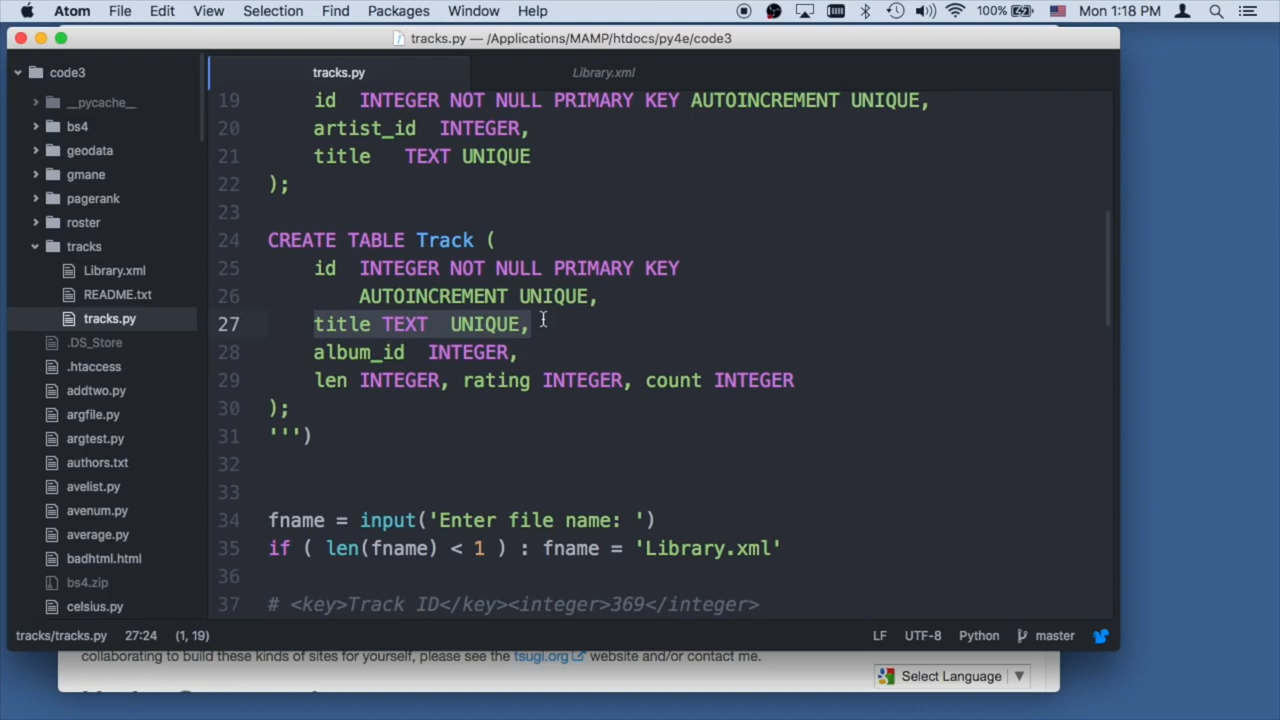 Atom File Edit View Selection Find Packages Window Help 100% Mon 1:18 PM
tracks.py — /Applications/MAMP/htdocs/py4e/code3
code3
__pycache__
bs4
geodata
gmane
pagerank
roster
tracks
Library.xml
README.txt
tracks.py
.DS_Store
.htaccess
addtwo.py
argfile.py
argtest.py
authors.txt
avelist.py
avenum.py
average.py
badhtml.html
bs4.zip
celsius.py
tracks.py Library.xml
19 id INTEGER NOT NULL PRIMARY KEY AUTOINCREMENT UNIQUE,
20 artist_id INTEGER,
21 title TEXT UNIQUE
22 );
23
24 CREATE TABLE Track (
25 id INTEGER NOT NULL PRIMARY KEY
26 AUTOINCREMENT UNIQUE,
27 title TEXT UNIQUE,
28 album_id INTEGER,
29 len INTEGER, rating INTEGER, count INTEGER
30 );
31 ''')
32
33
34 fname = input('Enter file name: ')
35 if ( len(fname) < 1 ) : fname = 'Library.xml'
36
37 # <key>Track ID</key><integer>369</integer>
tracks/tracks.py 27:24 (1, 19) LF UTF-8 Python master
collaborating to build these kinds of sites for yourself, please see the tsugi.org website and/or contact me.
Select Language